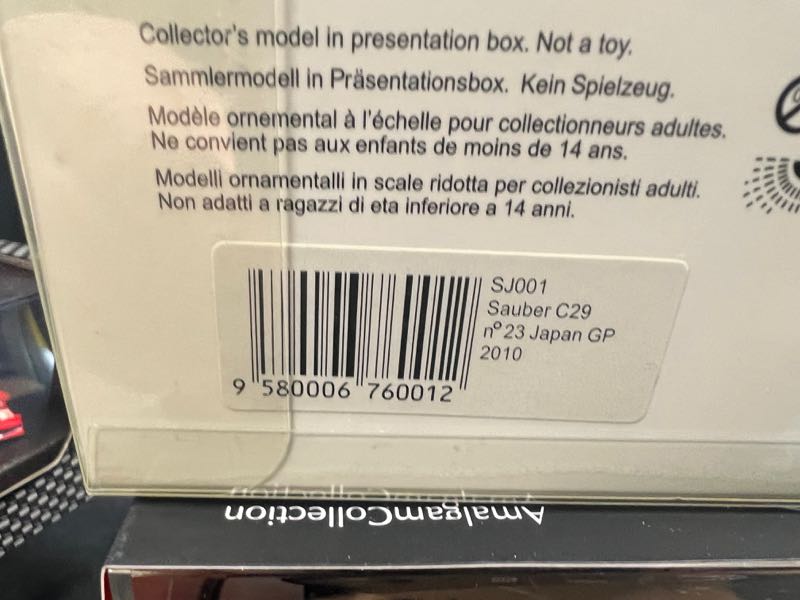 Collector's model in presentation box. Not a toy.
Sammlermodell in Präsentationsbox. Kein Spielzeug.
Modèle ornemental à l'échelle pour collectionneurs adultes.
Ne convient pas aux enfants de moins de 14 ans.
Modelli ornamentalli in scale ridotta per collezionisti adulti.
Non adatti a ragazzi di eta inferiore a 14 anni.
SJ001
Sauber C29
nº23 Japan GP
2010
9 580006 760012
AmalgamCollection
AmalgamCollection